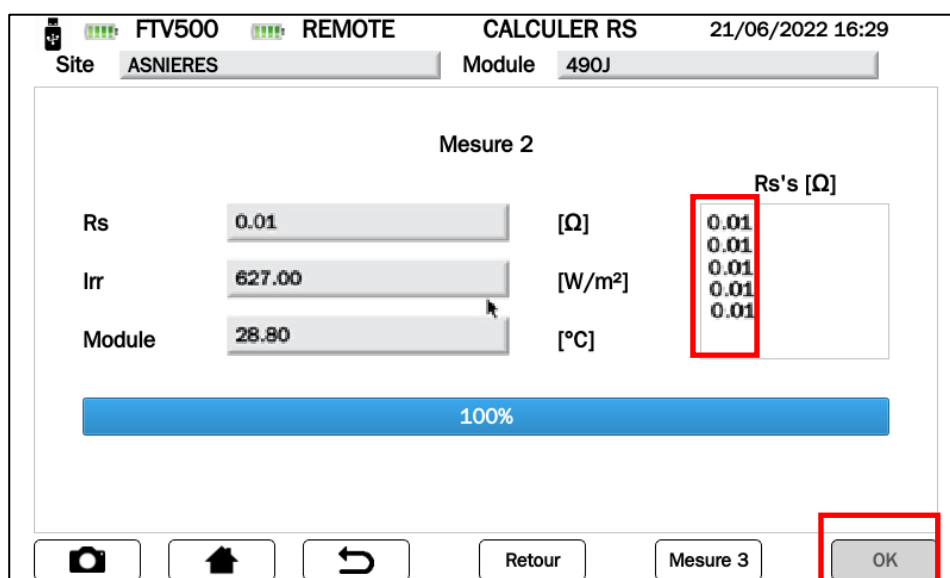 FTV500 REMOTE CALCULER RS 21/06/2022 16:29
Site ASNIERES Module 490J
Mesure 2
Rs's [Ω]
Rs 0.01 [Ω]
Irr 627.00 [W/m²]
Module 28.80 [°C]
0.01
0.01
0.01
0.01
0.01
100%
Retour Mesure 3 OK